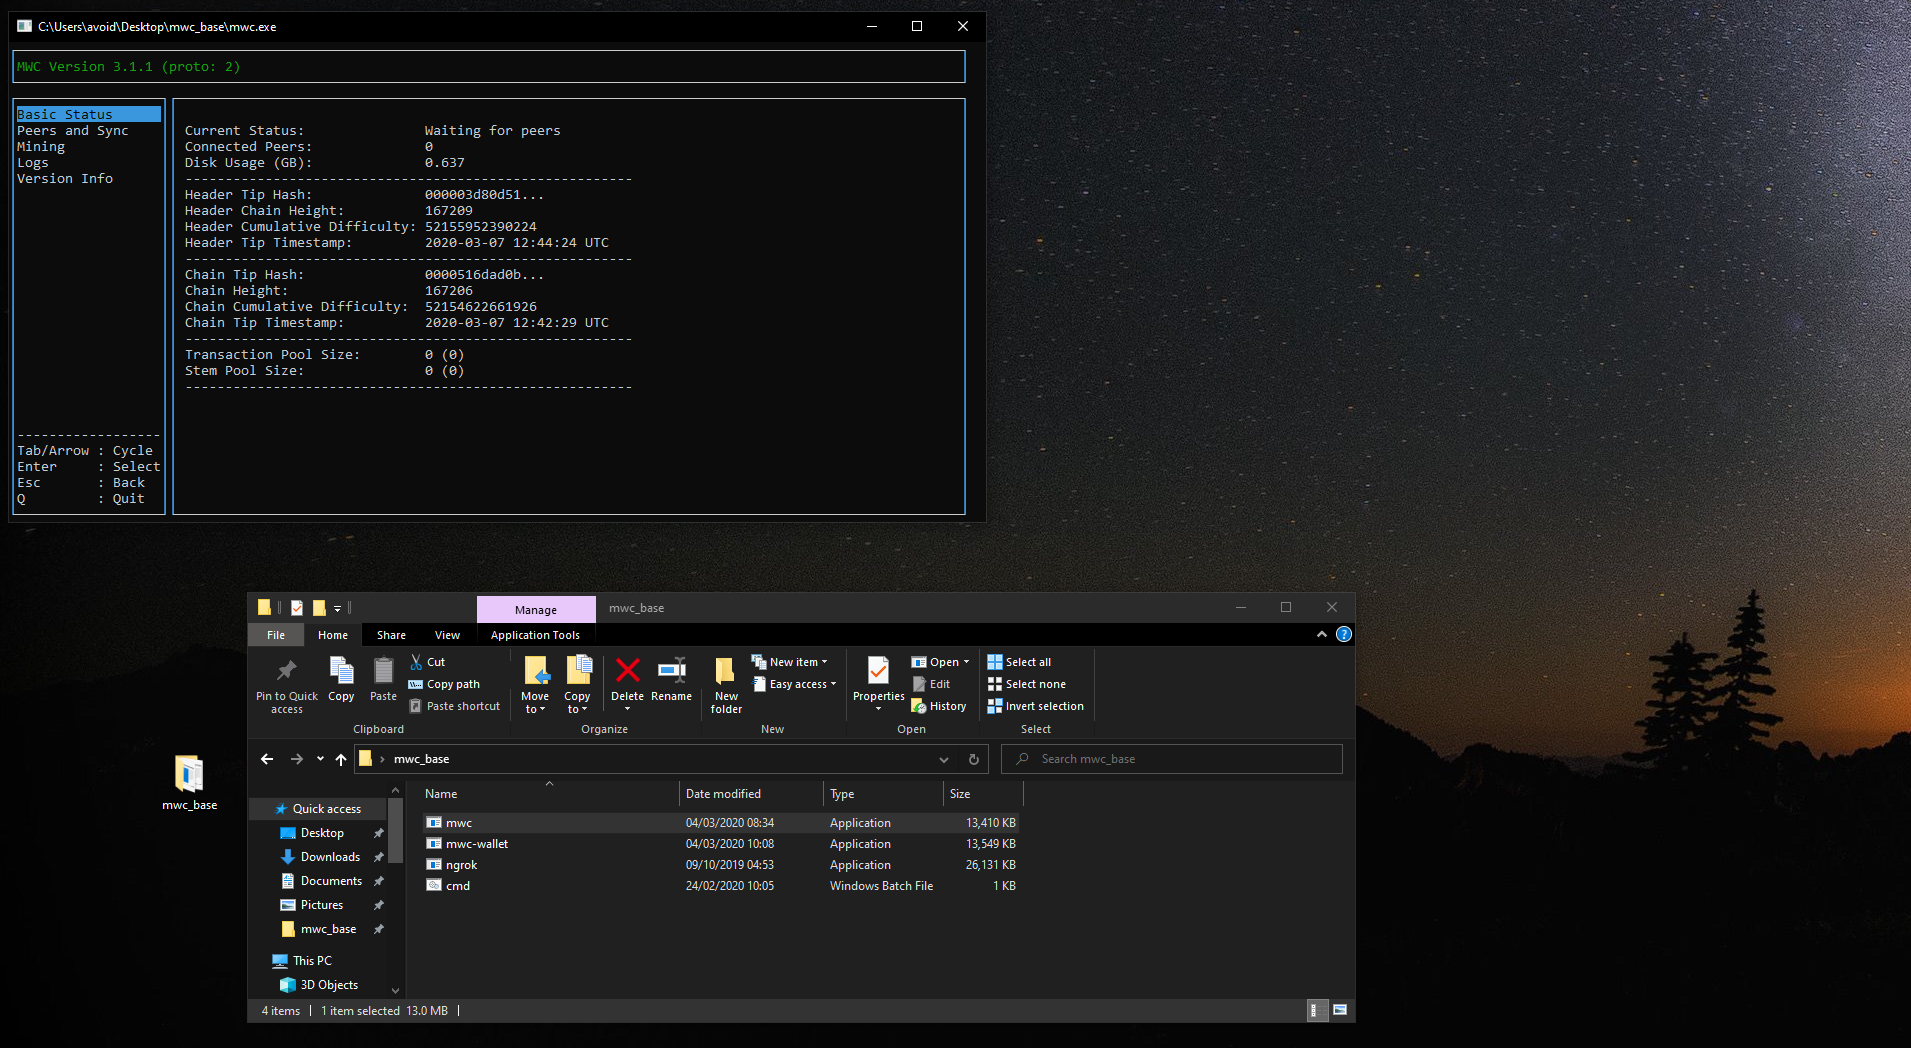 C:\Users\avoid\Desktop\mwc_base\mwc.exe
MWC Version 3.1.1 (proto: 2)
Basic Status
Peers and Sync
Mining
Logs
Version Info
------------------
Tab/Arrow : Cycle
Enter     : Select
Esc       : Back
Q         : Quit
Current Status:               Waiting for peers
Connected Peers:              0
Disk Usage (GB):              0.637
--------------------------------------------------------
Header Tip Hash:              000003d80d51...
Header Chain Height:          167209
Header Cumulative Difficulty: 52155952390224
Header Tip Timestamp:         2020-03-07 12:44:24 UTC
--------------------------------------------------------
Chain Tip Hash:               0000516dad0b...
Chain Height:                 167206
Chain Cumulative Difficulty:  52154622661926
Chain Tip Timestamp:          2020-03-07 12:42:29 UTC
--------------------------------------------------------
Transaction Pool Size:        0 (0)
Stem Pool Size:               0 (0)
--------------------------------------------------------
mwc_base
Manage mwc_base
File Home Share View Application Tools
Pin to Quick access
Copy
Paste
Cut
Copy path
Paste shortcut
Clipboard
Move to
Copy to
Delete
Rename
Organize
New folder
New item
Easy access
New
Properties
Open
Edit
History
Open
Select all
Select none
Invert selection
Select
mwc_base
Search mwc_base
Quick access
Desktop
Downloads
Documents
Pictures
mwc_base
This PC
3D Objects
Name Date modified Type Size
mwc 04/03/2020 08:34 Application 13,410 KB
mwc-wallet 04/03/2020 10:08 Application 13,549 KB
ngrok 09/10/2019 04:53 Application 26,131 KB
cmd 24/02/2020 10:05 Windows Batch File 1 KB
4 items 1 item selected 13.0 MB